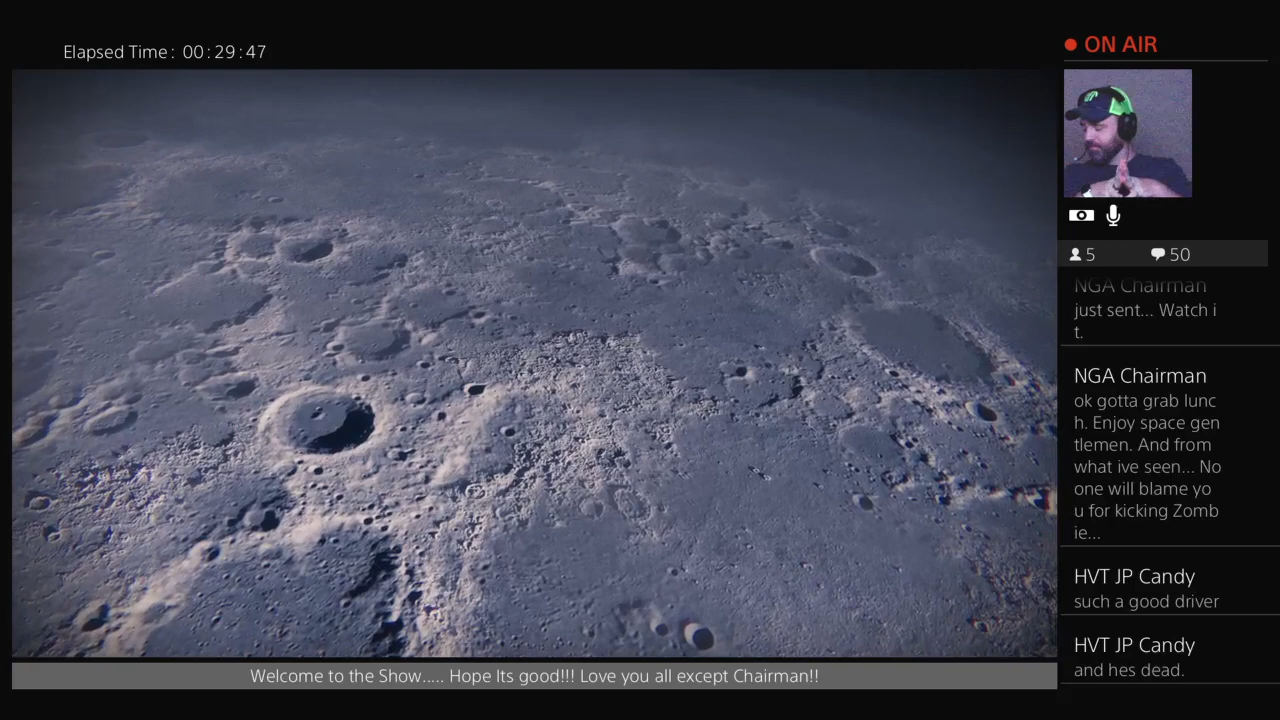 Elapsed Time: 00:29:47
ON AIR
5
50
NGA Chairman
just sent... Watch i
t.
NGA Chairman
ok gotta grab lunc
h. Enjoy space gen
tlemen. And from
what ive seen... No
one will blame yo
u for kicking Zomb
ie...
HVT JP Candy
such a good driver
HVT JP Candy
and hes dead.
Welcome to the Show..... Hope Its good!!! Love you all except Chairman!!